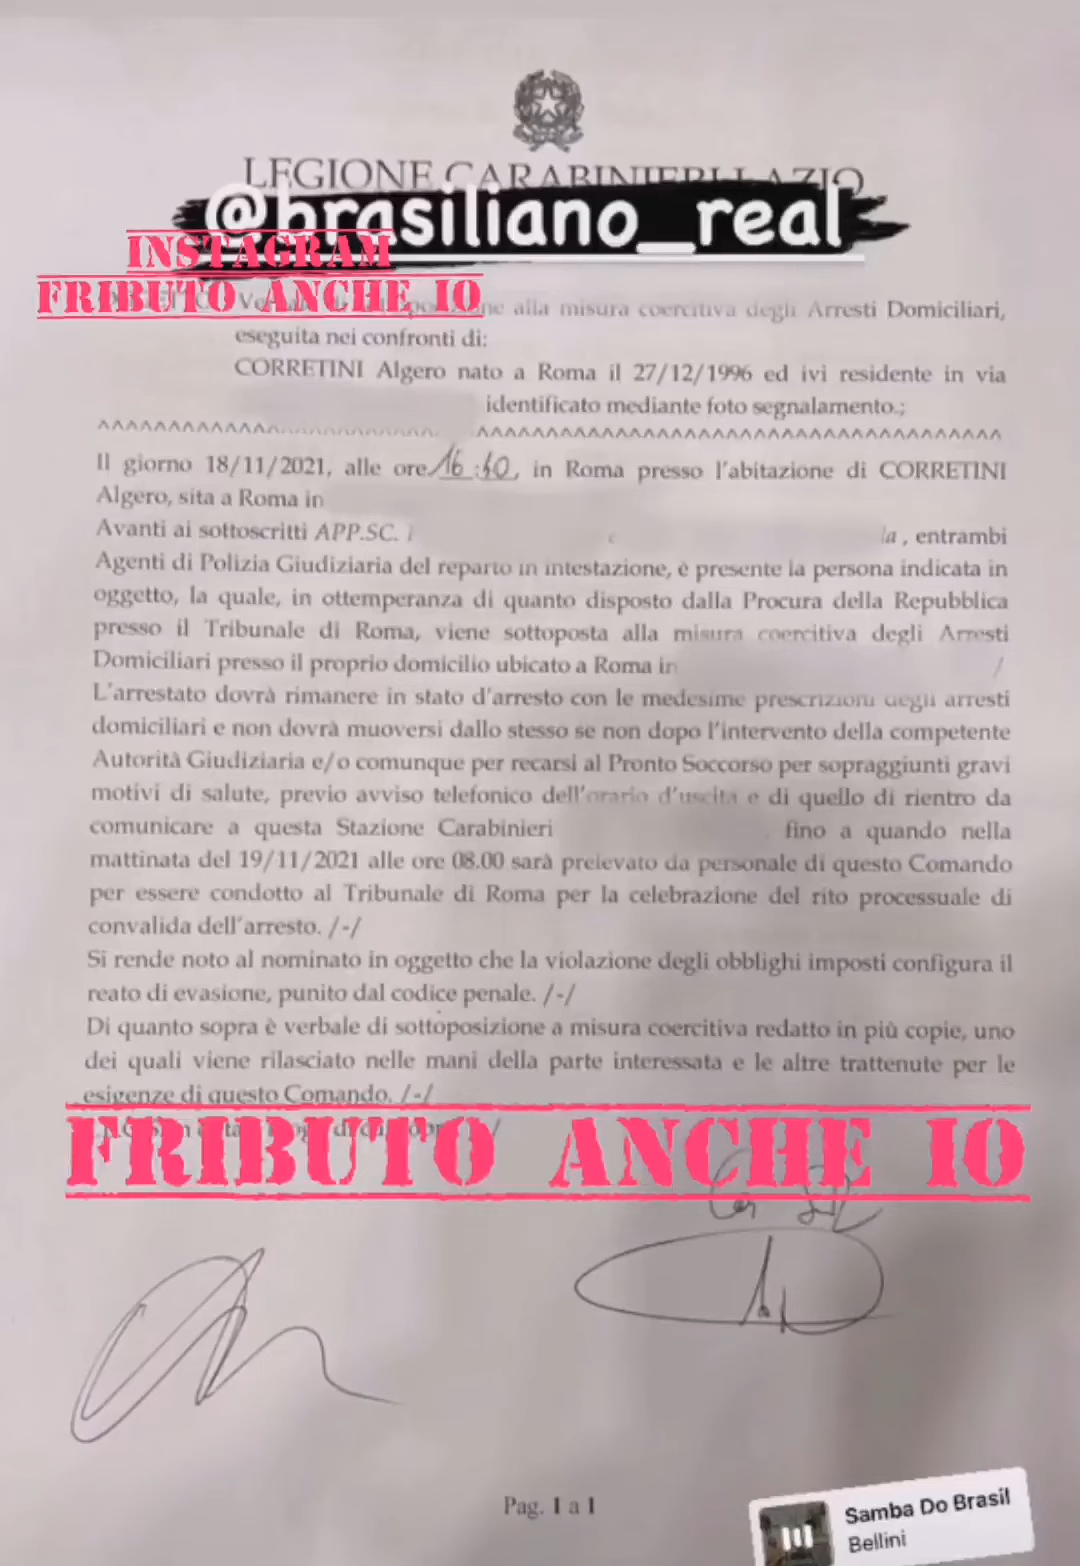 LEGIONE CARABINIERI LAZIO
@brasiliano_real
INSTAGRAM
FRIBUTO ANCHE IO
alla misura coercitiva degli Arresti Domiciliari,
eseguita nei confronti di:
CORRETINI Algero nato a Roma il 27/12/1996 ed ivi residente in via
identificato mediante foto segnalamento.;
Il giorno 18/11/2021, alle ore 16:40, in Roma presso l'abitazione di CORRETINI
Algero, sita a Roma in
Avanti ai sottoscritti APP.SC. , entrambi
Agenti di Polizia Giudiziaria del reparto in intestazione, è presente la persona indicata in
oggetto, la quale, in ottemperanza di quanto disposto dalla Procura della Repubblica
presso il Tribunale di Roma, viene sottoposta alla misura coercitiva degli Arresti
Domiciliari presso il proprio domicilio ubicato a Roma in
L'arrestato dovrà rimanere in stato d'arresto con le medesime prescrizioni degli arresti
domiciliari e non dovrà muoversi dallo stesso se non dopo l'intervento della competente
Autorità Giudiziaria e/o comunque per recarsi al Pronto Soccorso per sopraggiunti gravi
motivi di salute, previo avviso telefonico dell'orario d'uscita e di quello di rientro da
comunicare a questa Stazione Carabinieri fino a quando nella
mattinata del 19/11/2021 alle ore 08.00 sarà prelevato da personale di questo Comando
per essere condotto al Tribunale di Roma per la celebrazione del rito processuale di
convalida dell'arresto. /-/
Si rende noto al nominato in oggetto che la violazione degli obblighi imposti configura il
reato di evasione, punito dal codice penale. /-/
Di quanto sopra è verbale di sottoposizione a misura coercitiva redatto in più copie, uno
dei quali viene rilasciato nelle mani della parte interessata e le altre trattenute per le
esigenze di questo Comando. /-/
FRIBUTO ANCHE IO
Pag. 1 a 1
Samba Do Brasil
Bellini